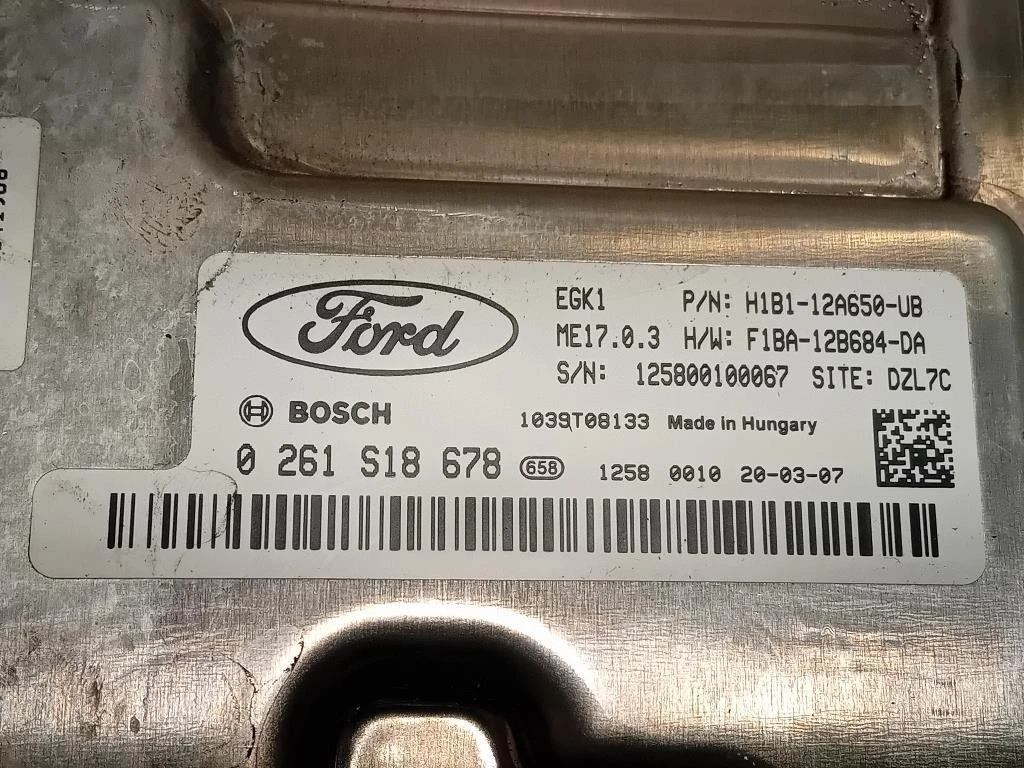 Ford
EGK1 P/N: H1B1-12A650-UB
ME17.0.3 H/W: F1BA-12B684-DA
S/N: 125800100067 SITE: DZL7C
BOSCH 1039T08133 Made in Hungary
0 261 S18 678 658 1258 0010 20-03-07